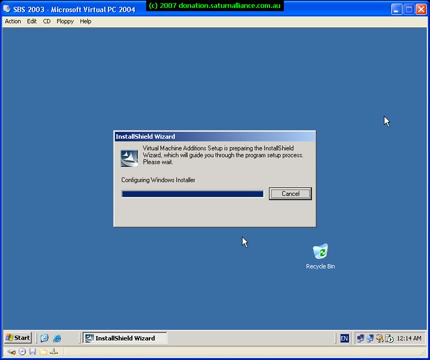 (c) 2007 donation.saturnalliance.com.au
SBS 2003 - Microsoft Virtual PC 2004
Action Edit CD Floppy Help
InstallShield Wizard
Virtual Machine Additions Setup is preparing the InstallShield
Wizard, which will guide you through the program setup process.
Please wait.
Configuring Windows Installer
Cancel
Recycle Bin
Start
InstallShield Wizard
EN
12:14 AM